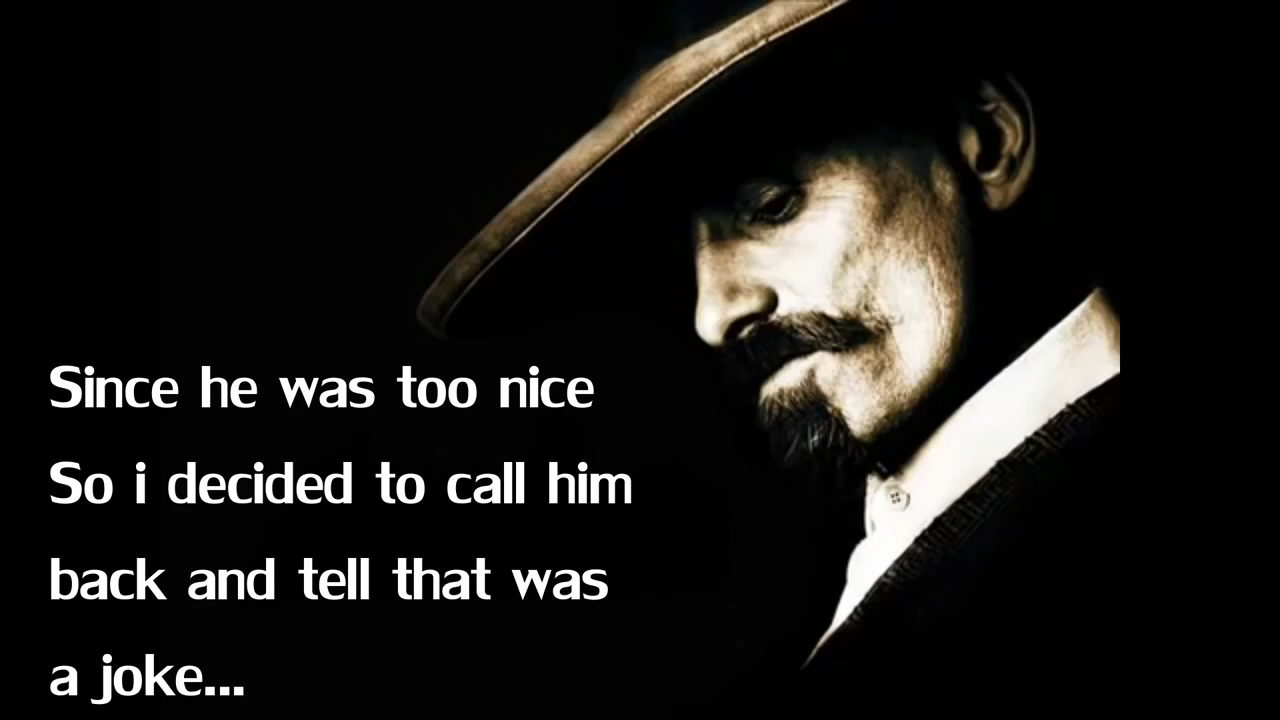 Since he was too nice
So i decided to call him
back and tell that was
a joke...